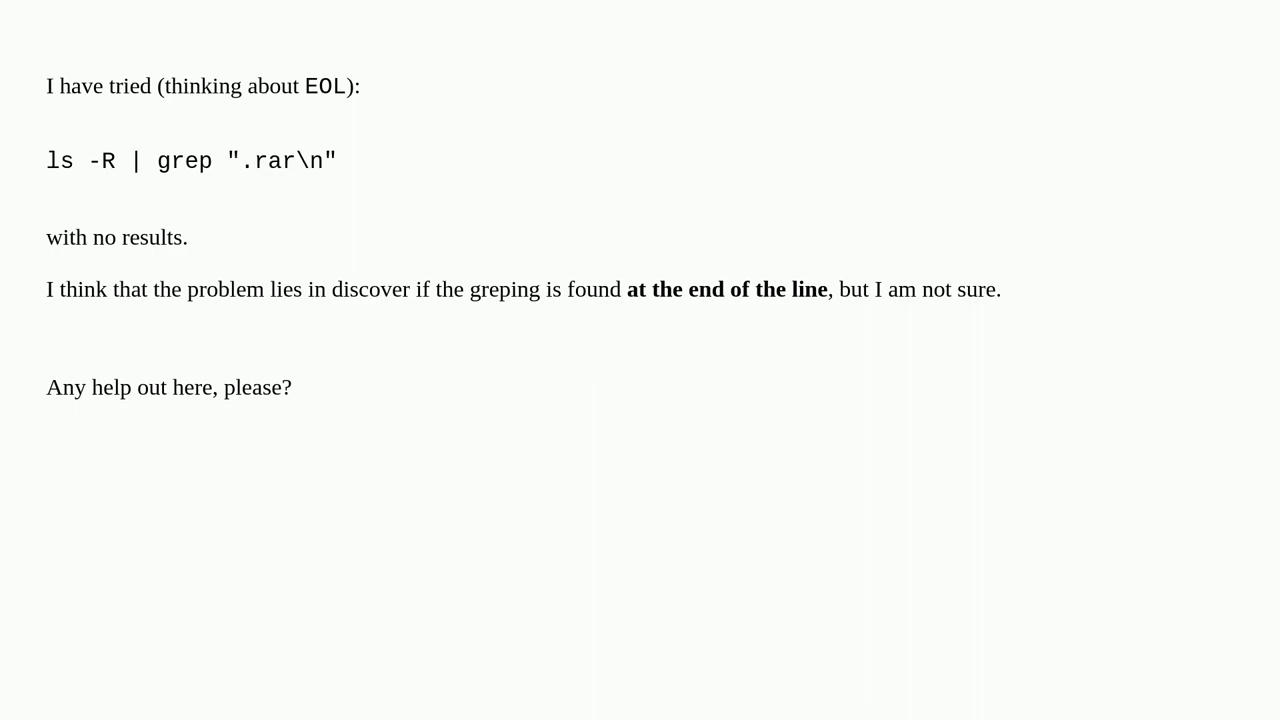 I have tried (thinking about EOL):
ls -R | grep ".rar\n"
with no results.
I think that the problem lies in discover if the greping is found at the end of the line, but I am not sure.
Any help out here, please?